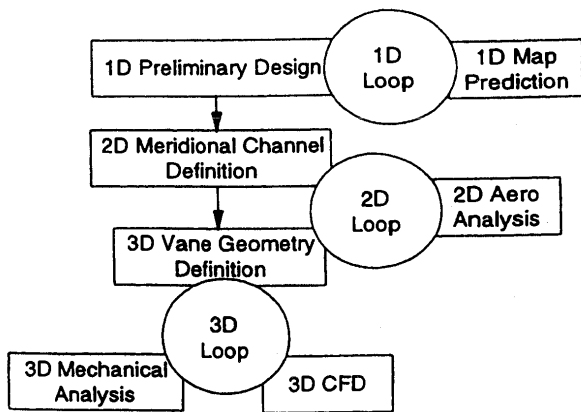 1D Preliminary Design
1D
Loop
1D Map
Prediction
2D Meridional Channel
Definition
2D
Loop
2D Aero
Analysis
3D Vane Geometry
Definition
3D
Loop
3D Mechanical
Analysis
3D CFD